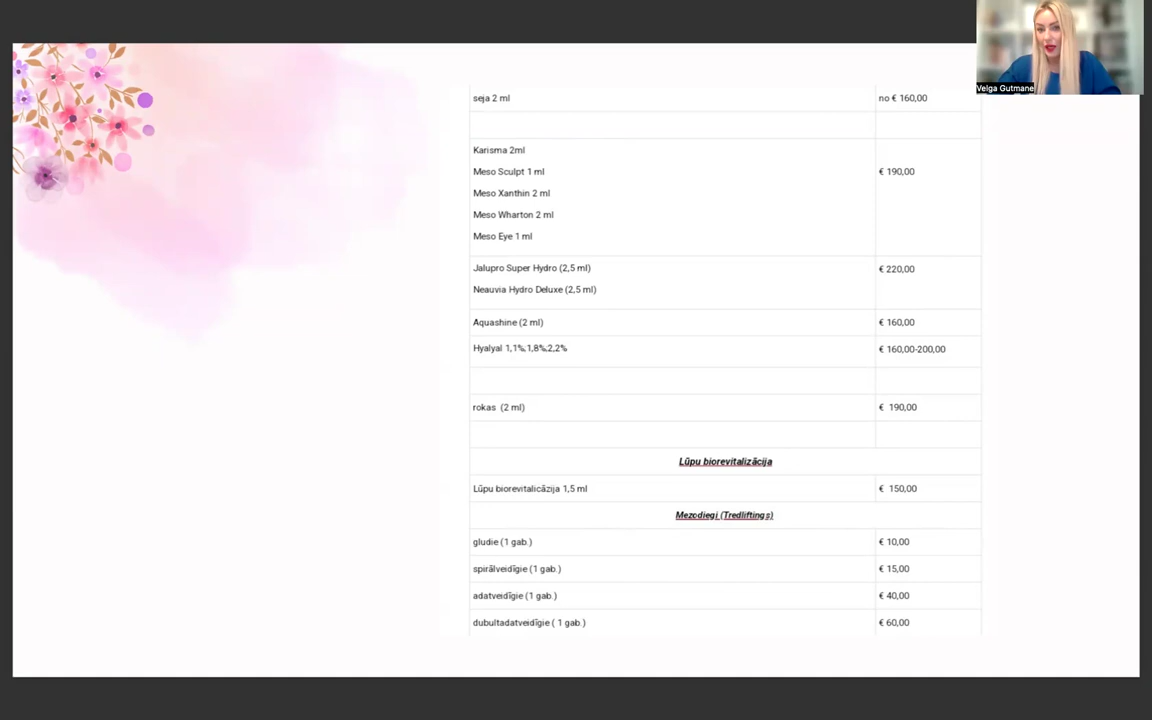 Velga Gutmane
seja 2 ml no € 160,00
Karisma 2ml
Meso Sculpt 1 ml € 190,00
Meso Xanthin 2 ml
Meso Wharton 2 ml
Meso Eye 1 ml
Jalupro Super Hydro (2,5 ml) € 220,00
Neauvia Hydro Deluxe (2,5 ml)
Aquashine (2 ml) € 160,00
Hyalyal 1,1%;1,8%;2,2% € 160,00-200,00
rokas (2 ml) € 190,00
Lūpu biorevitalizācija
Lūpu biorevitalicāzija 1,5 ml € 150,00
Mezodiegi (Tredliftings)
gludie (1 gab.) € 10,00
spirālveidīgie (1 gab.) € 15,00
adatveidīgie (1 gab.) € 40,00
dubultadatveidīgie ( 1 gab.) € 60,00